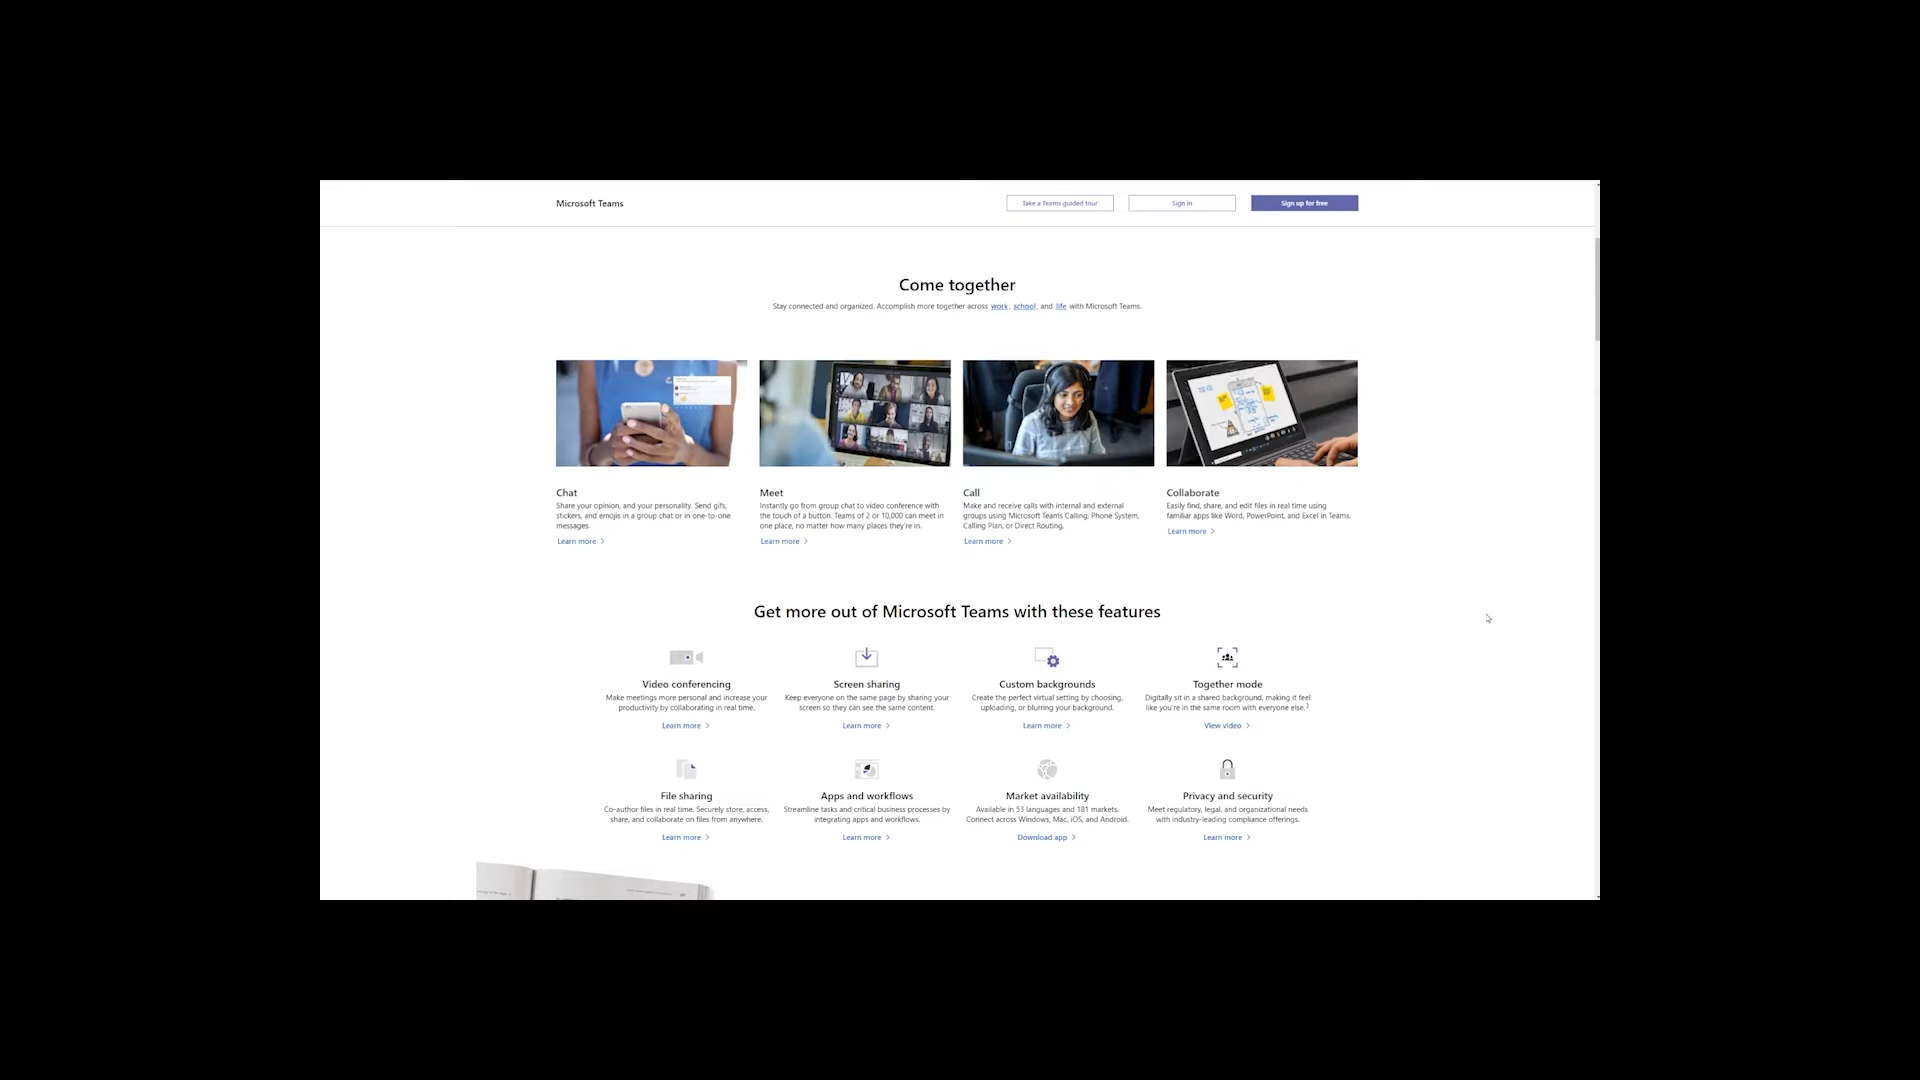 Microsoft Teams
Take a Teams guided tour
Sign in
Sign up for free
Come together
Stay connected and organized. Accomplish more together across work, school, and life with Microsoft Teams.
Chat
Share your opinion, and your personality. Send gifs,
stickers, and emojis in a group chat or in one-to-one
messages.
Learn more
Meet
Instantly go from group chat to video conference with
the touch of a button. Teams of 2 or 10,000 can meet in
one place, no matter how many places they're in.
Learn more
Call
Make and receive calls with internal and external
groups using Microsoft Teams Calling, Phone System,
Calling Plan, or Direct Routing.
Learn more
Collaborate
Easily find, share, and edit files in real time using
familiar apps like Word, PowerPoint, and Excel in Teams.
Learn more
Get more out of Microsoft Teams with these features
Video conferencing
Make meetings more personal and increase your
productivity by collaborating in real time.
Learn more
Screen sharing
Keep everyone on the same page by sharing your
screen so they can see the same content.
Learn more
Custom backgrounds
Create the perfect virtual setting by choosing,
uploading, or blurring your background.
Learn more
Together mode
Digitally sit in a shared background, making it feel
like you're in the same room with everyone else.1
View video
File sharing
Co-author files in real time. Securely store, access,
share, and collaborate on files from anywhere.
Learn more
Apps and workflows
Streamline tasks and critical business processes by
integrating apps and workflows.
Learn more
Market availability
Available in 53 languages and 181 markets.
Connect across Windows, Mac, iOS, and Android.
Download app
Privacy and security
Meet regulatory, legal, and organizational needs
with industry-leading compliance offerings.
Learn more